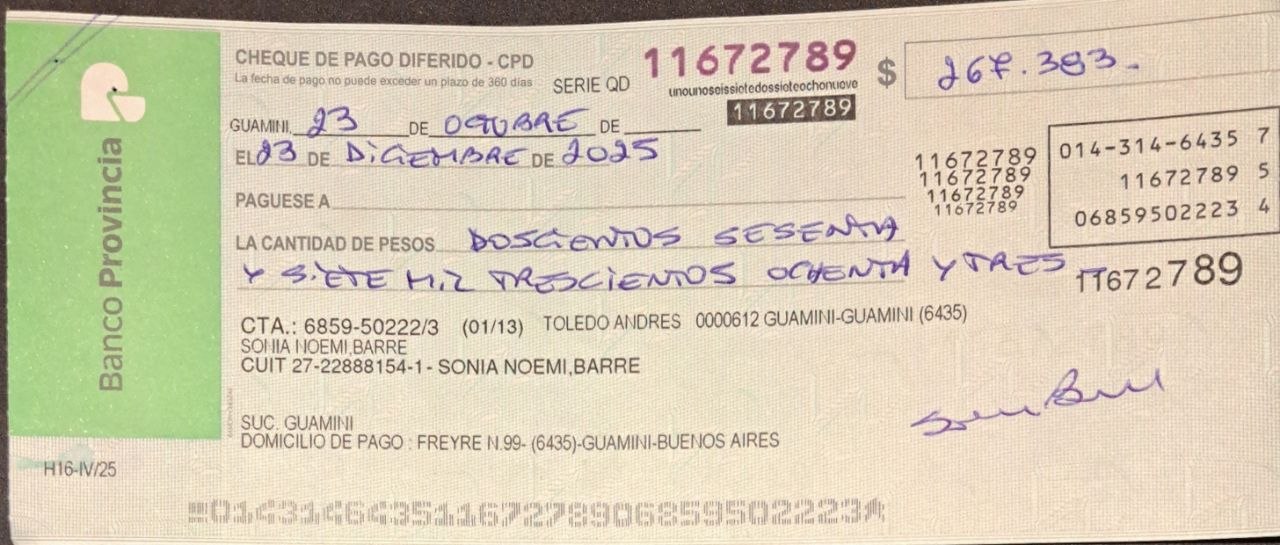 Banco Provincia
CHEQUE DE PAGO DIFERIDO - CPD
La fecha de pago no puede exceder un plazo de 360 días
SERIE QD
11672789
unounoseissietedossieteochonueve
11672789
$ 267.383.-
GUAMINI, 23 DE OCTUBRE DE
EL 23 DE DICIEMBRE DE 2025
PAGUESE A
11672789
11672789
11672789
11672789
014-314-6435 7
11672789 5
06859502223 4
LA CANTIDAD DE PESOS DOSCIENTOS SESENTA
Y SIETE MIL TRESCIENTOS OCHENTA Y TRES
11672789
CTA.: 6859-50222/3 (01/13) TOLEDO ANDRES 0000612 GUAMINI-GUAMINI (6435)
SONIA NOEMI,BARRE
CUIT 27-22888154-1 - SONIA NOEMI,BARRE
SUC. GUAMINI
DOMICILIO DE PAGO : FREYRE N.99- (6435)-GUAMINI-BUENOS AIRES
H16-IV/25
01431464351167278906859502223